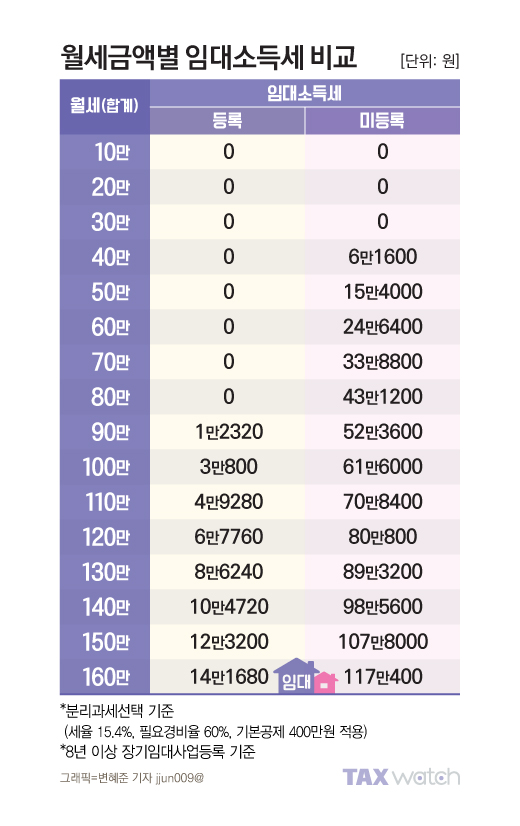 월세금액별 임대소득세 비교 [단위: 원]
월세(합계) 임대소득세
등록 미등록
10만 0 0
20만 0 0
30만 0 0
40만 0 6만1600
50만 0 15만4000
60만 0 24만6400
70만 0 33만8800
80만 0 43만1200
90만 1만2320 52만3600
100만 3만800 61만6000
110만 4만9280 70만8400
120만 6만7760 80만800
130만 8만6240 89만3200
140만 10만4720 98만5600
150만 12만3200 107만8000
160만 14만1680 임대 117만400
*분리과세선택 기준
(세율 15.4%, 필요경비율 60%, 기본공제 400만원 적용)
*8년 이상 장기임대사업등록 기준
그래픽=변혜준 기자 jjun009@ TAX watch